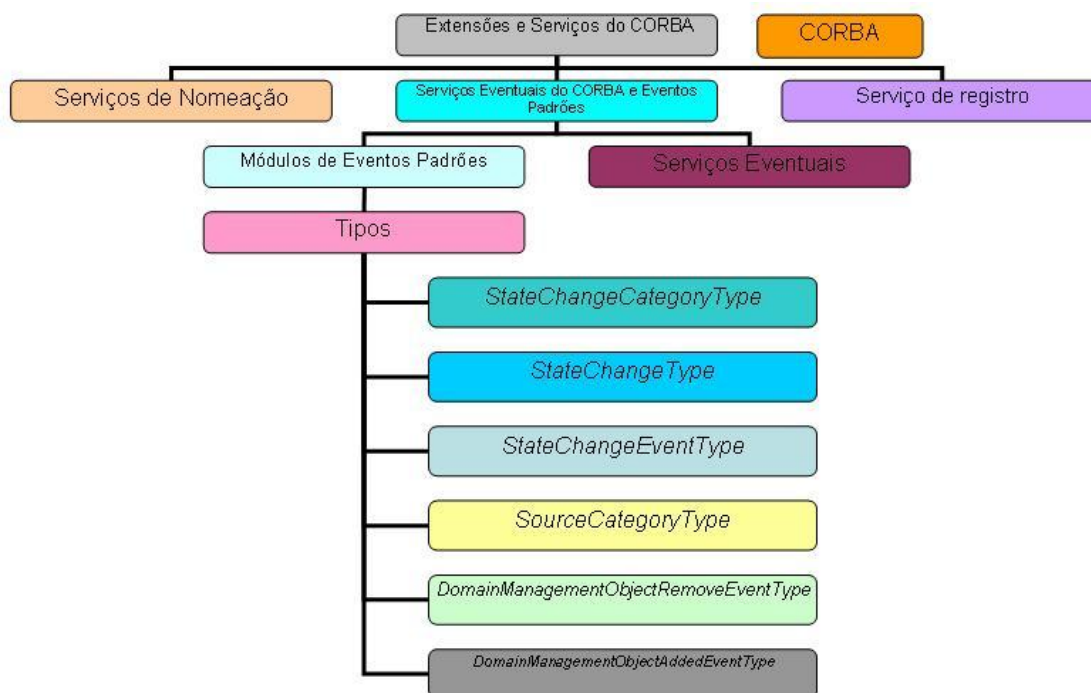 Extensões e Serviços do CORBA
CORBA
Serviços de Nomeação
Serviços Eventuais do CORBA e Eventos
Padrões
Serviço de registro
Módulos de Eventos Padrões
Serviços Eventuais
Tipos
StateChangeCategoryType
StateChangeType
StateChangeEventType
SourceCategoryType
DomainManagementObjectRemoveEventType
DomainManagementObjectAddedEventType